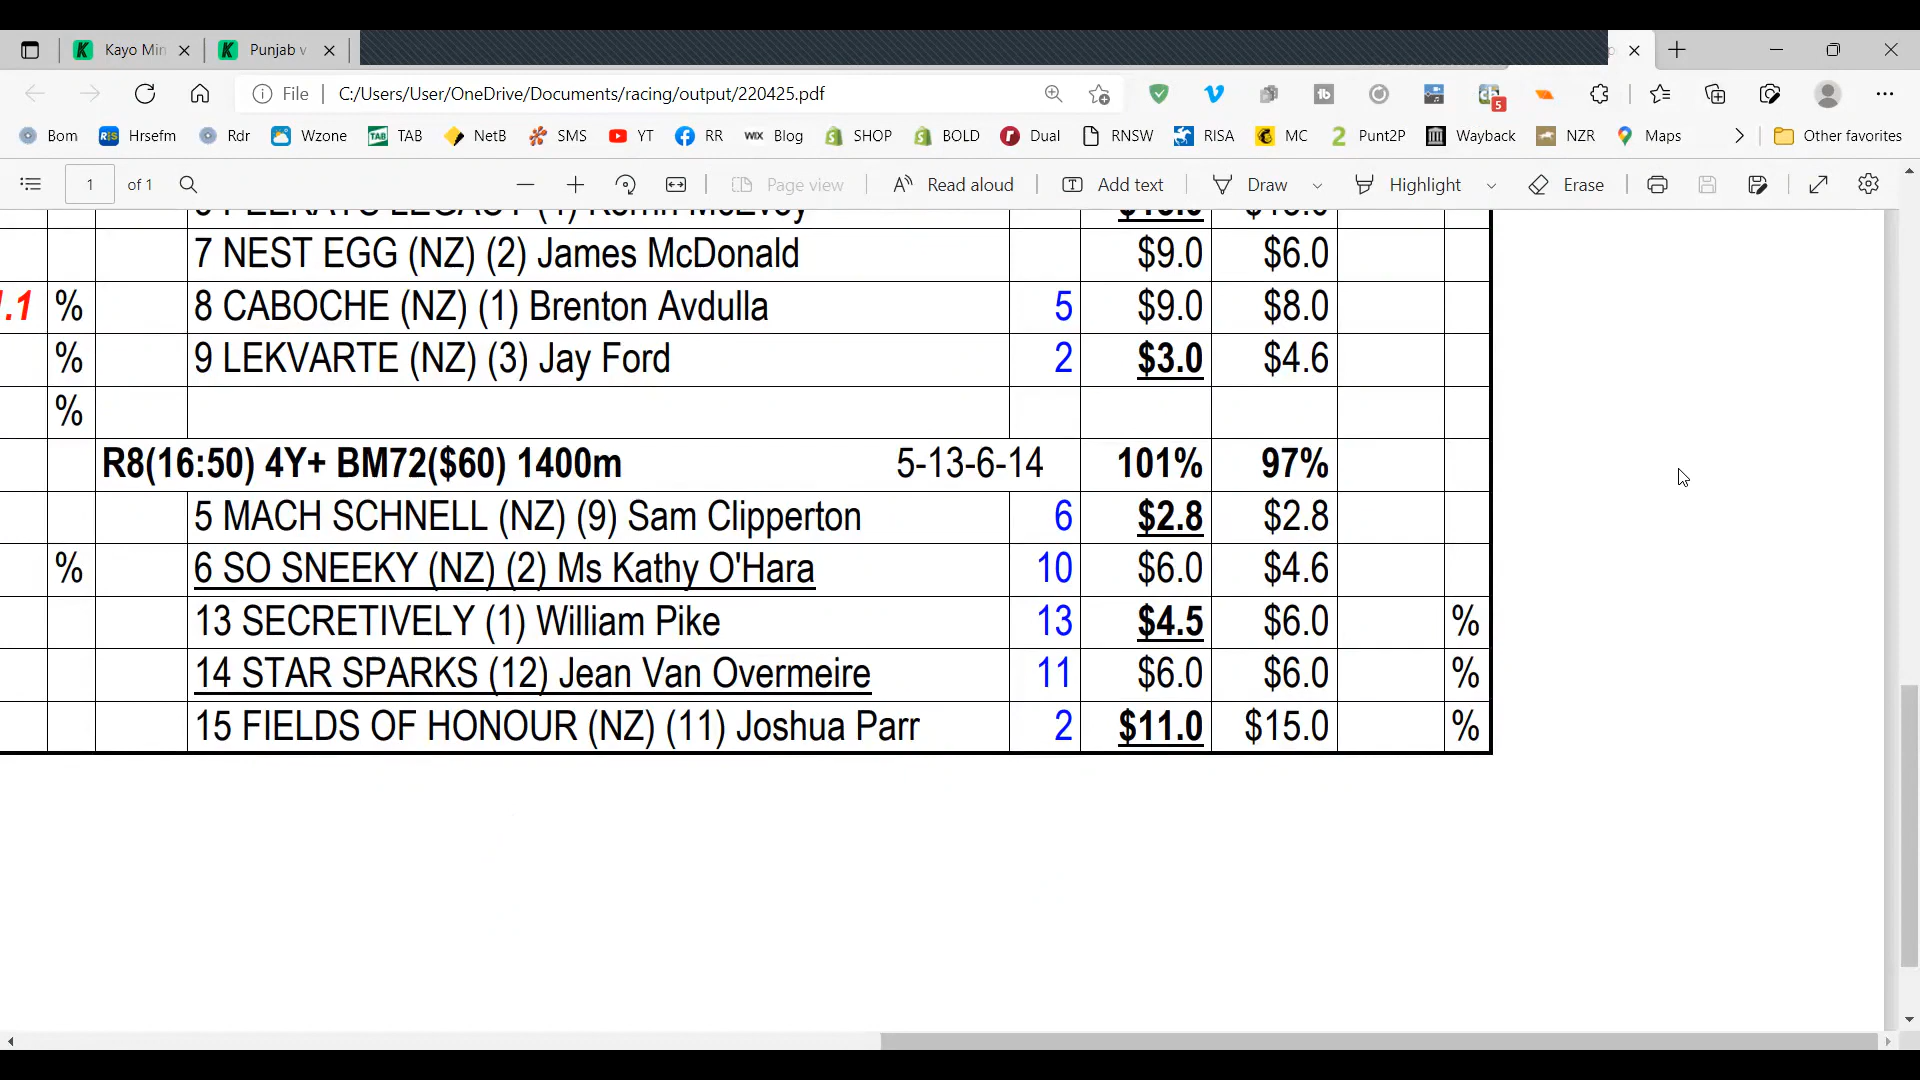 Kayo Min
Punjab v
File C:/Users/User/OneDrive/Documents/racing/output/220425.pdf
5
Bom Hrsefm Rdr Wzone TAB NetB SMS YT RR Blog SHOP BOLD Dual RNSW RISA MC Punt2P Wayback NZR Maps Other favorites
1 of 1 Page view Read aloud Add text Draw Highlight Erase
7 NEST EGG (NZ) (2) James McDonald $9.0 $6.0
.1 % 8 CABOCHE (NZ) (1) Brenton Avdulla 5 $9.0 $8.0
% 9 LEKVARTE (NZ) (3) Jay Ford 2 $3.0 $4.6
%
R8(16:50) 4Y+ BM72($60) 1400m 5-13-6-14 101% 97%
5 MACH SCHNELL (NZ) (9) Sam Clipperton 6 $2.8 $2.8
% 6 SO SNEEKY (NZ) (2) Ms Kathy O'Hara 10 $6.0 $4.6
13 SECRETIVELY (1) William Pike 13 $4.5 $6.0 %
14 STAR SPARKS (12) Jean Van Overmeire 11 $6.0 $6.0 %
15 FIELDS OF HONOUR (NZ) (11) Joshua Parr 2 $11.0 $15.0 %